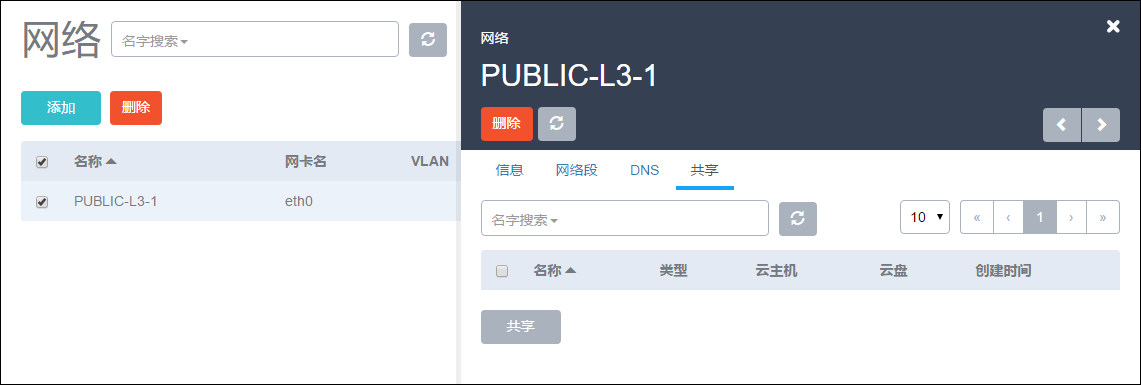 网络
名字搜索
添加
删除
名称 网卡名 VLAN
PUBLIC-L3-1 eth0
网络
PUBLIC-L3-1
删除
信息 网络段 DNS 共享
名字搜索
10 « ‹ 1 › »
名称 类型 云主机 云盘 创建时间
共享